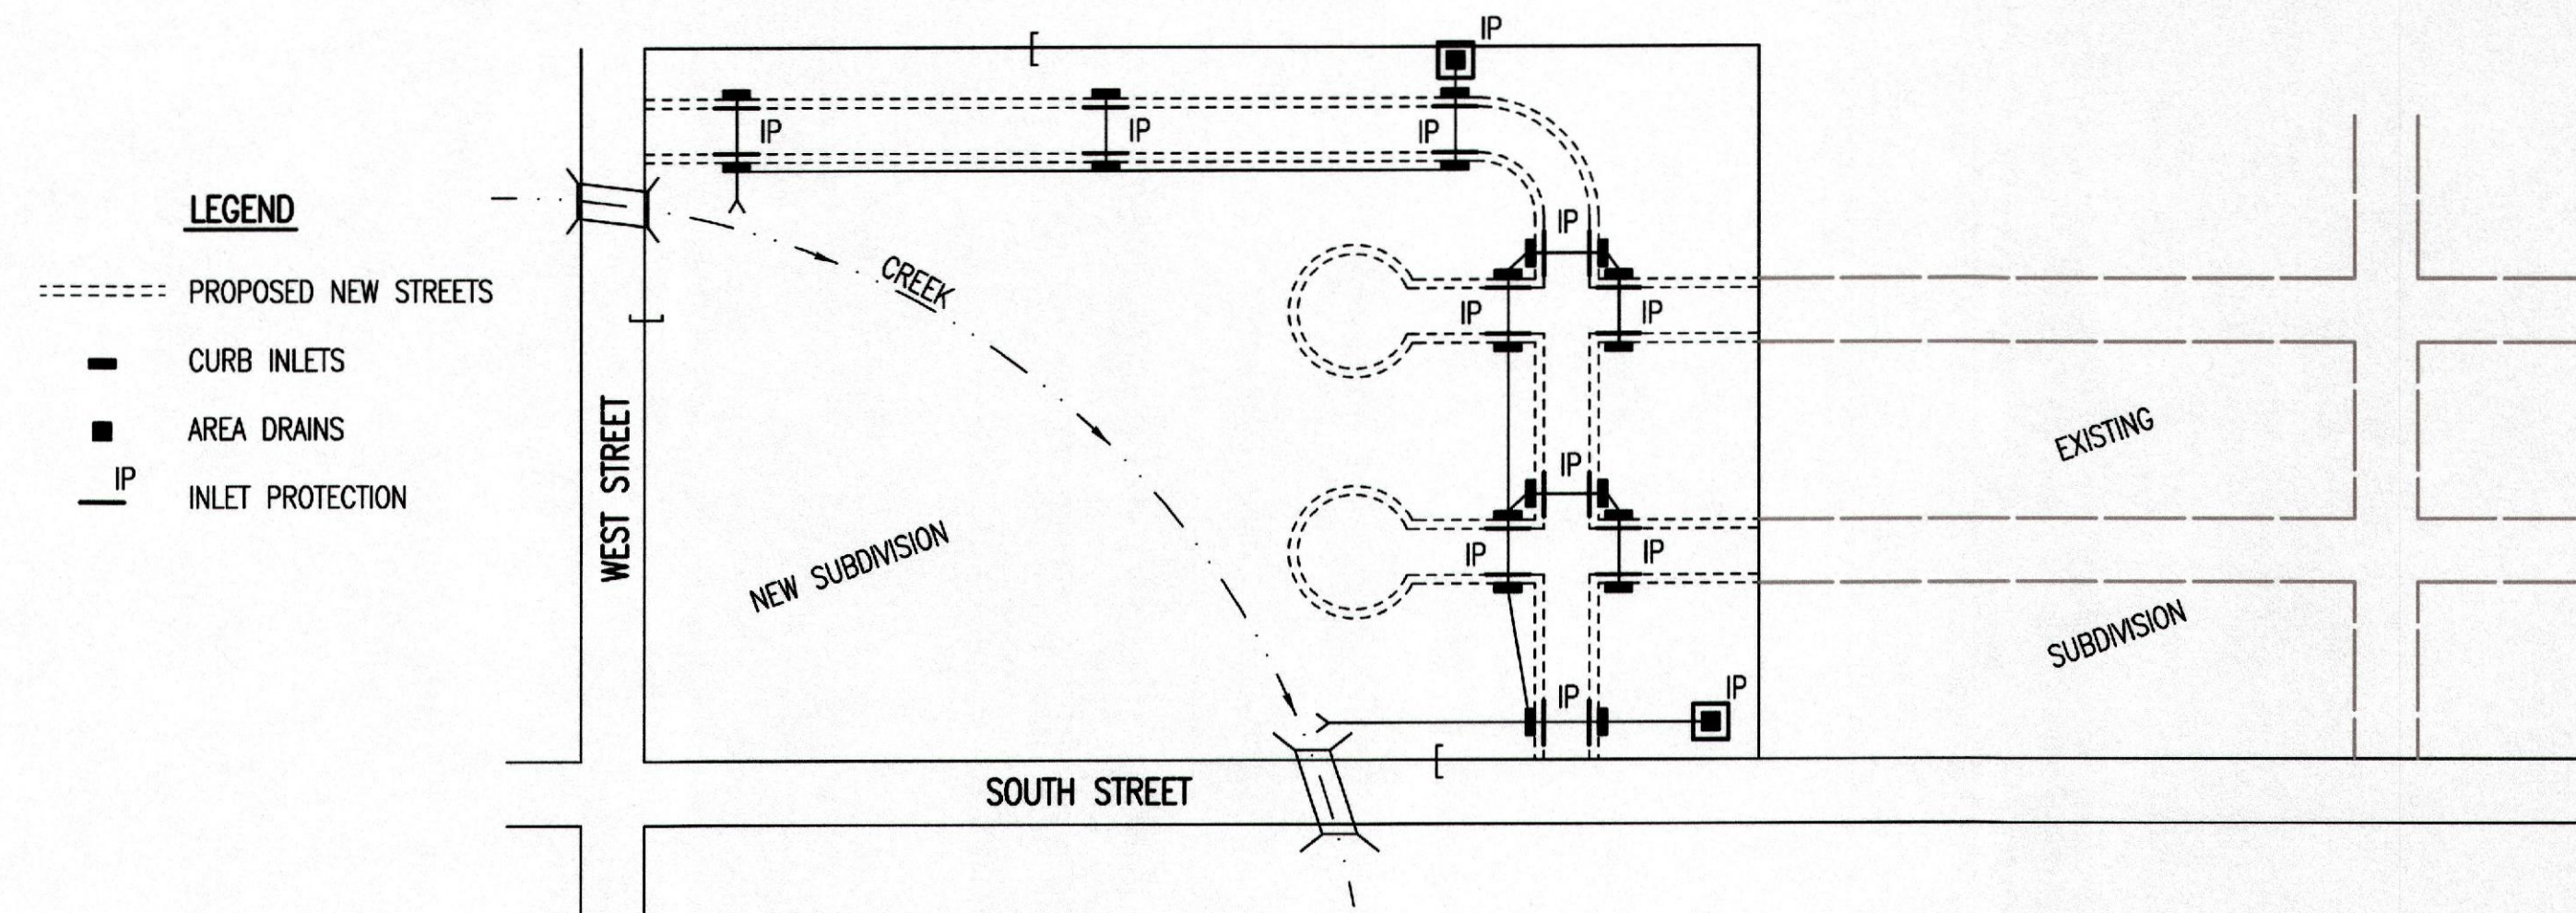 IP
IP
IP
IP
LEGEND
PROPOSED NEW STREETS
CURB INLETS
AREA DRAINS
IP
INLET PROTECTION
CREEK
IP
IP
IP
WEST STREET
NEW SUBDIVISION
EXISTING
SUBDIVISION
IP
IP
IP
IP
IP
SOUTH STREET